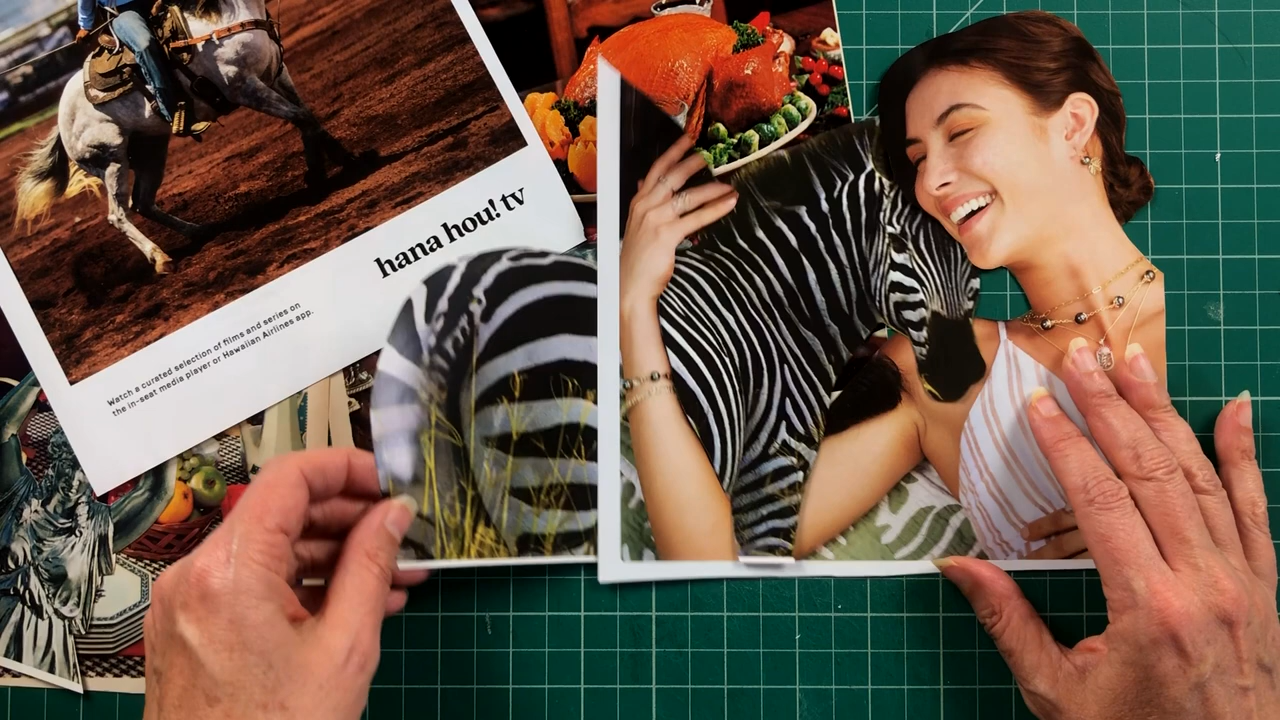 hana hou! tv
Watch a curated selection of films and series on
the in-seat media player or Hawaiian Airlines app.